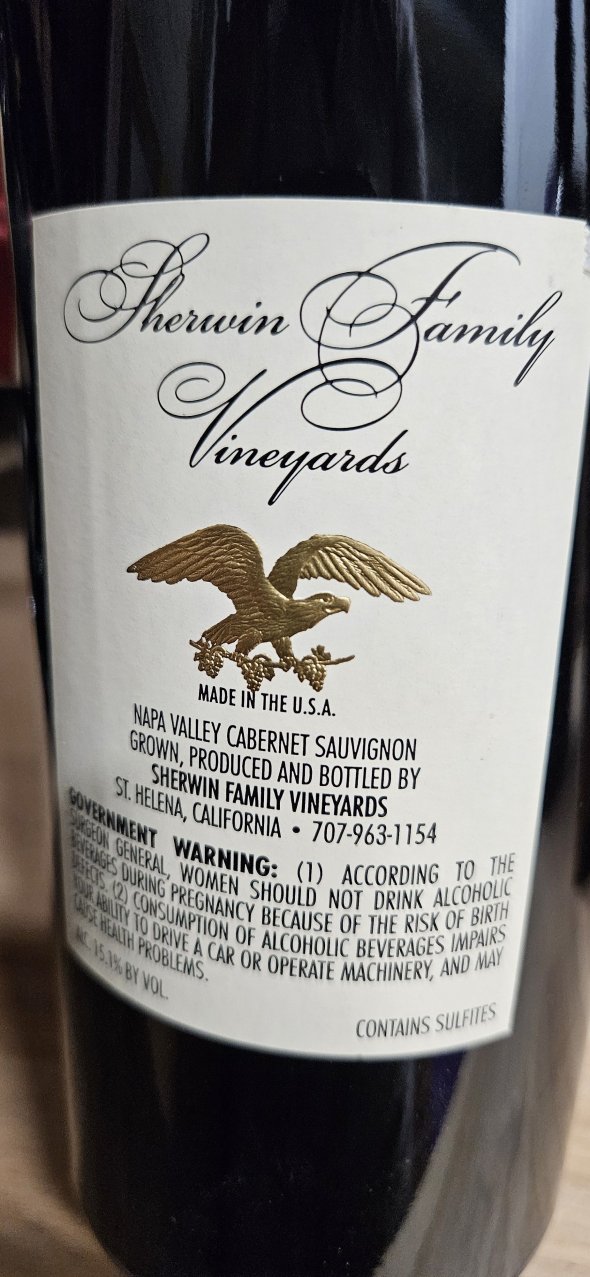 Sherwin Family
Vineyards
MADE IN THE U.S.A.
NAPA VALLEY CABERNET SAUVIGNON
GROWN, PRODUCED AND BOTTLED BY
SHERWIN FAMILY VINEYARDS
ST. HELENA, CALIFORNIA • 707-963-1154
GOVERNMENT WARNING: (1) ACCORDING TO THE
SURGEON GENERAL, WOMEN SHOULD NOT DRINK ALCOHOLIC
BEVERAGES DURING PREGNANCY BECAUSE OF THE RISK OF BIRTH
DEFECTS. (2) CONSUMPTION OF ALCOHOLIC BEVERAGES IMPAIRS
YOUR ABILITY TO DRIVE A CAR OR OPERATE MACHINERY, AND MAY
CAUSE HEALTH PROBLEMS.
ALC. 15.1% BY VOL.
CONTAINS SULFITES